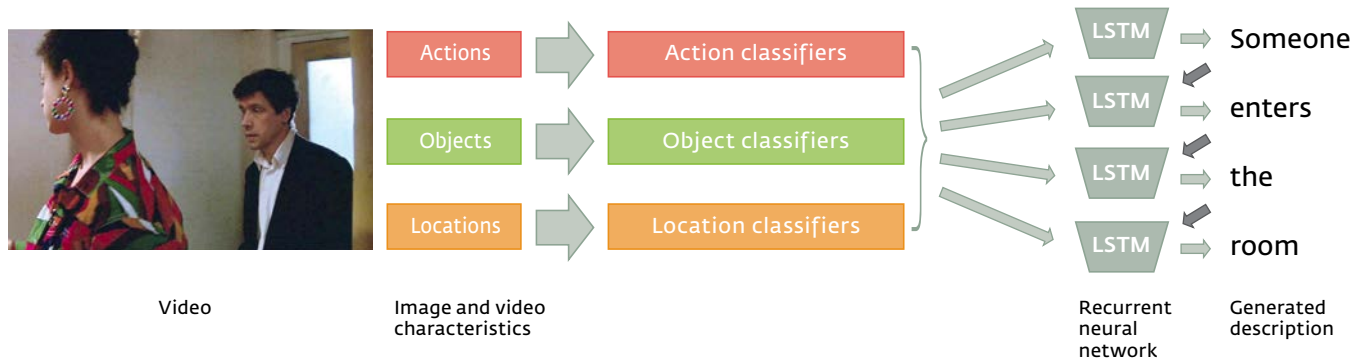 Actions
Action classifiers
Objects
Object classifiers
Locations
Location classifiers
LSTM
Someone
LSTM
enters
LSTM
the
LSTM
room
Video
Image and video
characteristics
Recurrent
neural
network
Generated
description